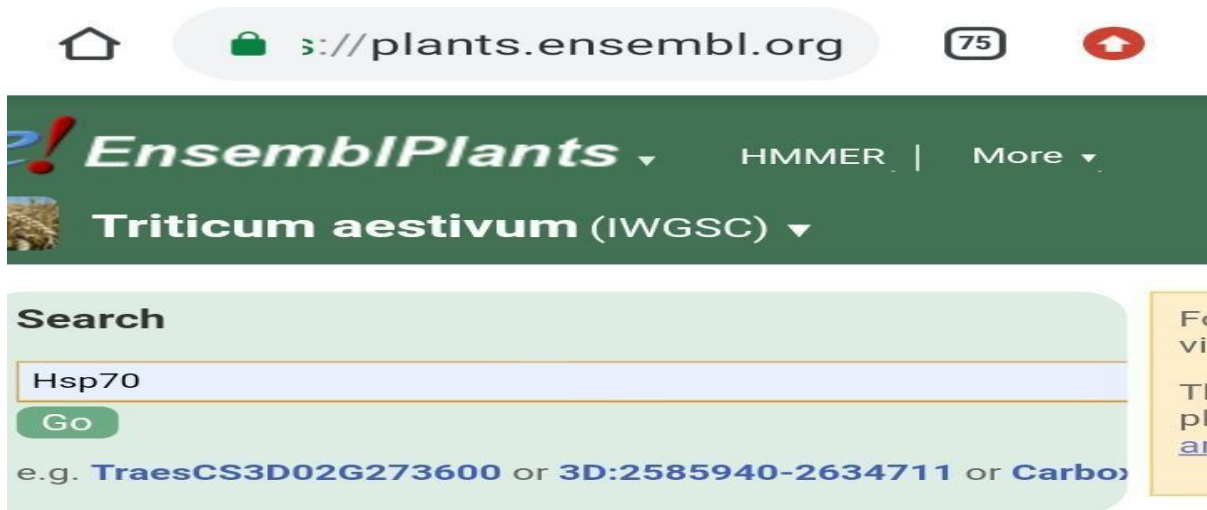 s://plants.ensembl.org 75
e! EnsemblPlants ▾ HMMER | More ▾
Triticum aestivum (IWGSC) ▾
Search
Hsp70
Go
e.g. TraesCS3D02G273600 or 3D:2585940-2634711 or Carbox